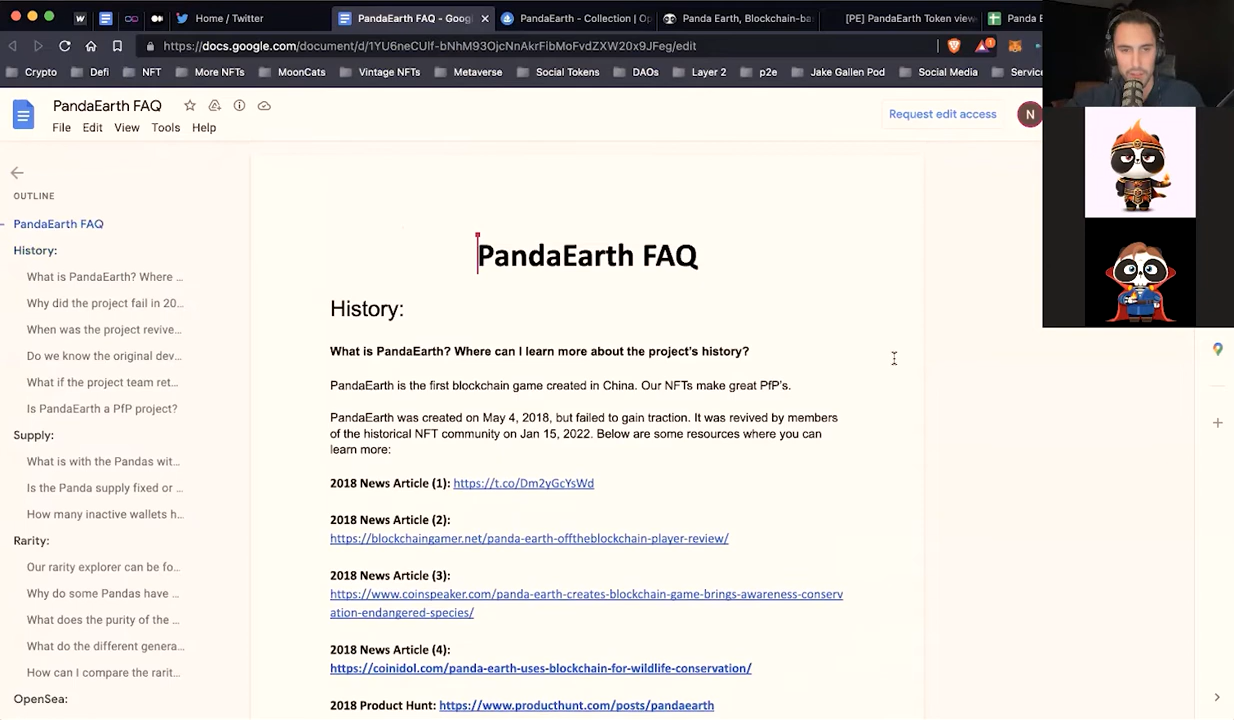 Home / Twitter
PandaEarth FAQ - Goog
PandaEarth - Collection | Op
Panda Earth, Blockchain-ba
[PE] PandaEarth Token view
Panda E
https://docs.google.com/document/d/1YU6neCUlf-bNhM93OjcNnAkrFibMoFvdZXW20x9JFeg/edit
1
Crypto
Defi
NFT
More NFTs
MoonCats
Vintage NFTs
Metaverse
Social Tokens
DAOs
Layer 2
p2e
Jake Gallen Pod
Social Media
Service
PandaEarth FAQ
File Edit View Tools Help
Request edit access
N
OUTLINE
PandaEarth FAQ
History:
What is PandaEarth? Where ...
Why did the project fail in 20...
When was the project revive...
Do we know the original dev...
What if the project team ret...
Is PandaEarth a PfP project?
Supply:
What is with the Pandas wit...
Is the Panda supply fixed or ...
How many inactive wallets h...
Rarity:
Our rarity explorer can be fo...
Why do some Pandas have ...
What does the purity of the ...
What do the different genera...
How can I compare the rarit...
OpenSea:
PandaEarth FAQ
History:
What is PandaEarth? Where can I learn more about the project's history?
PandaEarth is the first blockchain game created in China. Our NFTs make great PfP's.
PandaEarth was created on May 4, 2018, but failed to gain traction. It was revived by members
of the historical NFT community on Jan 15, 2022. Below are some resources where you can
learn more:
2018 News Article (1): https://t.co/Dm2yGcYsWd
2018 News Article (2):
https://blockchaingamer.net/panda-earth-offtheblockchain-player-review/
2018 News Article (3):
https://www.coinspeaker.com/panda-earth-creates-blockchain-game-brings-awareness-conserv
ation-endangered-species/
2018 News Article (4):
https://coinidol.com/panda-earth-uses-blockchain-for-wildlife-conservation/
2018 Product Hunt: https://www.producthunt.com/posts/pandaearth